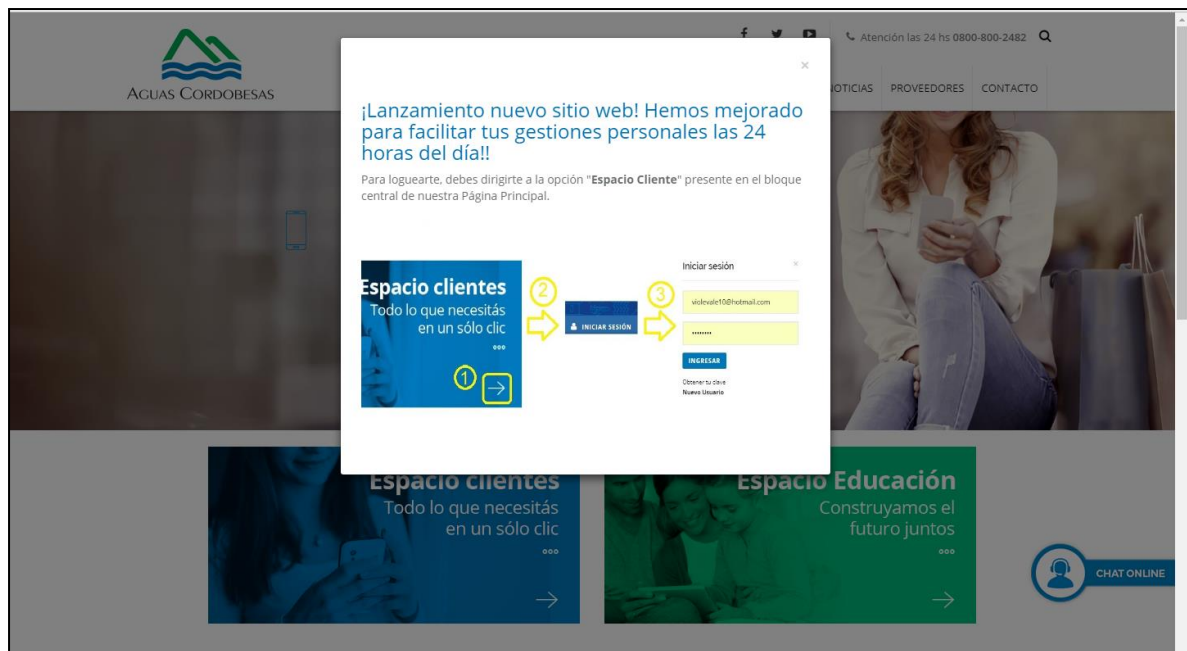 Atención las 24 hs 0800-800-2482
AGUAS CORDOBESAS
NOTICIAS PROVEEDORES CONTACTO
×
¡Lanzamiento nuevo sitio web! Hemos mejorado
para facilitar tus gestiones personales las 24
horas del día!!
Para loguearte, debes dirigirte a la opción "Espacio Cliente" presente en el bloque
central de nuestra Página Principal.
Espacio clientes
Todo lo que necesitás
en un sólo clic
1
2
INICIAR SESIÓN
3
Iniciar sesión ×
violevale10@hotmail.com
••••••••
INGRESAR
Obtener tu clave
Nuevo Usuario
Espacio clientes
Todo lo que necesitás
en un sólo clic
Espacio Educación
Construyamos el
futuro juntos
CHAT ONLINE